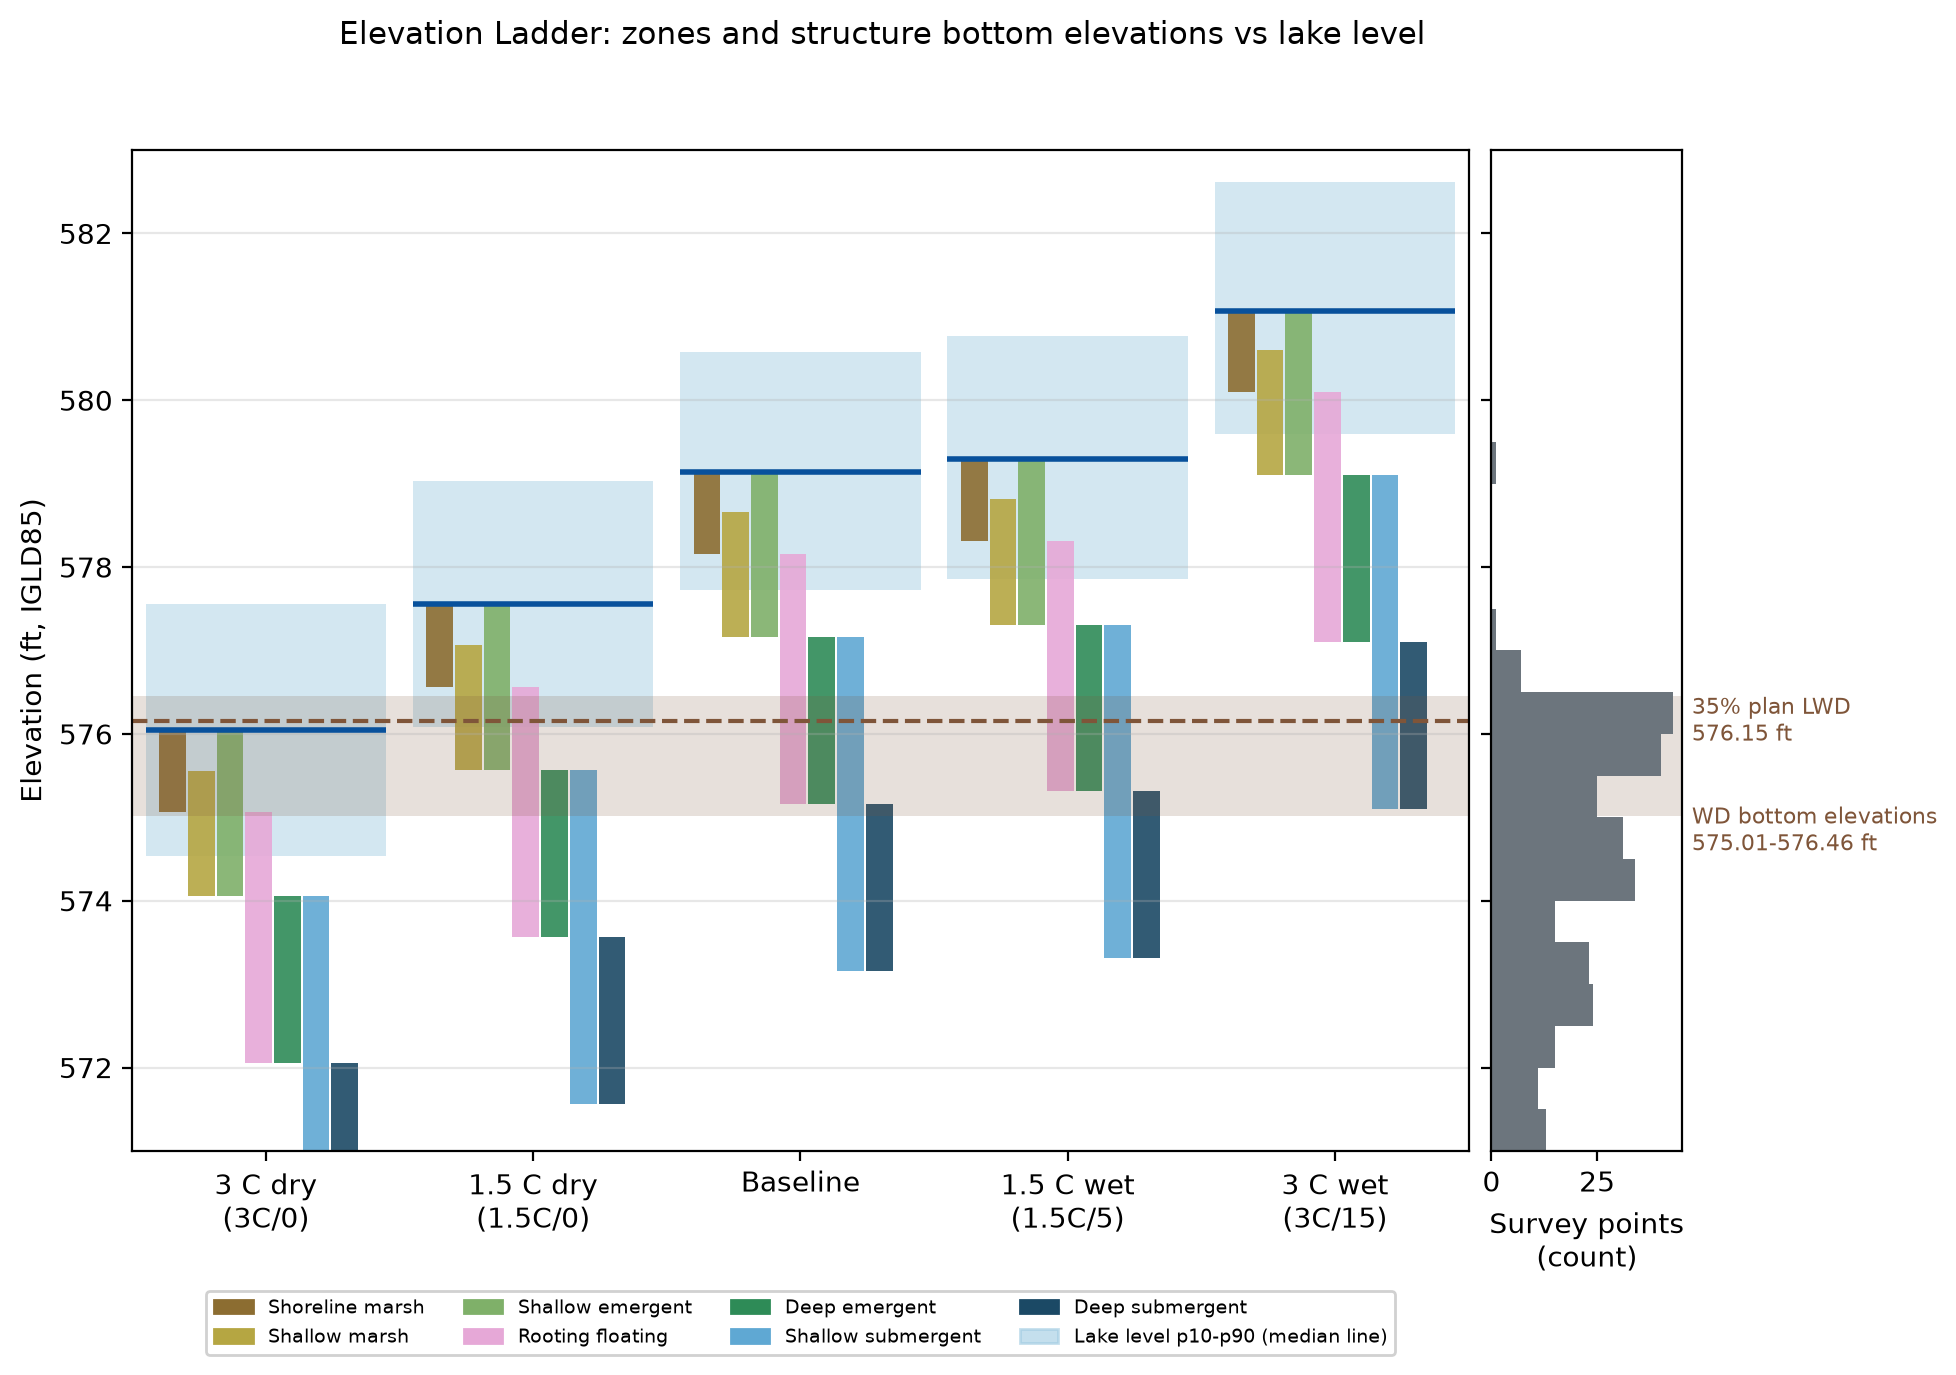 Elevation Ladder: zones and structure bottom elevations vs lake level
Elevation (ft, IGLD85)
582
580
578
576
574
572
3 C dry
(3C/0)
1.5 C dry
(1.5C/0)
Baseline
1.5 C wet
(1.5C/5)
3 C wet
(3C/15)
0
25
Survey points
(count)
35% plan LWD
576.15 ft
WD bottom elevations
575.01-576.46 ft
Shoreline marsh
Shallow marsh
Shallow emergent
Rooting floating
Deep emergent
Shallow submergent
Deep submergent
Lake level p10-p90 (median line)